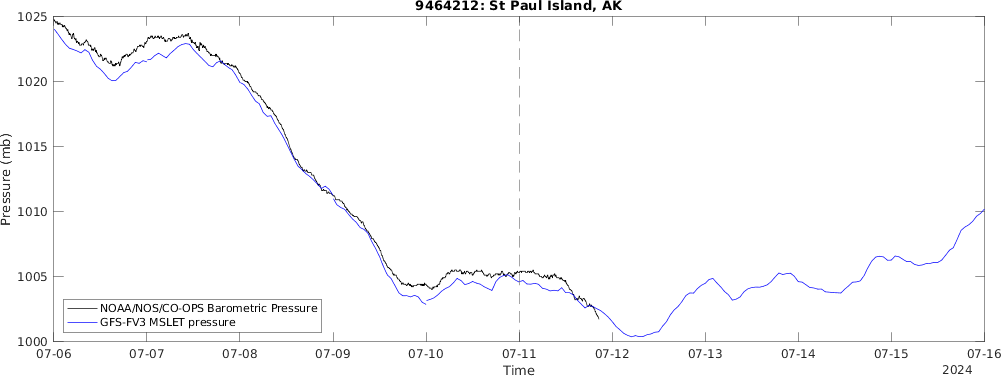 9464212: St Paul Island, AK
Pressure (mb)
1025
1020
1015
1010
1005
1000
NOAA/NOS/CO-OPS Barometric Pressure
GFS-FV3 MSLET pressure
07-06 07-07 07-08 07-09 07-10 07-11 07-12 07-13 07-14 07-15 07-16
Time
2024